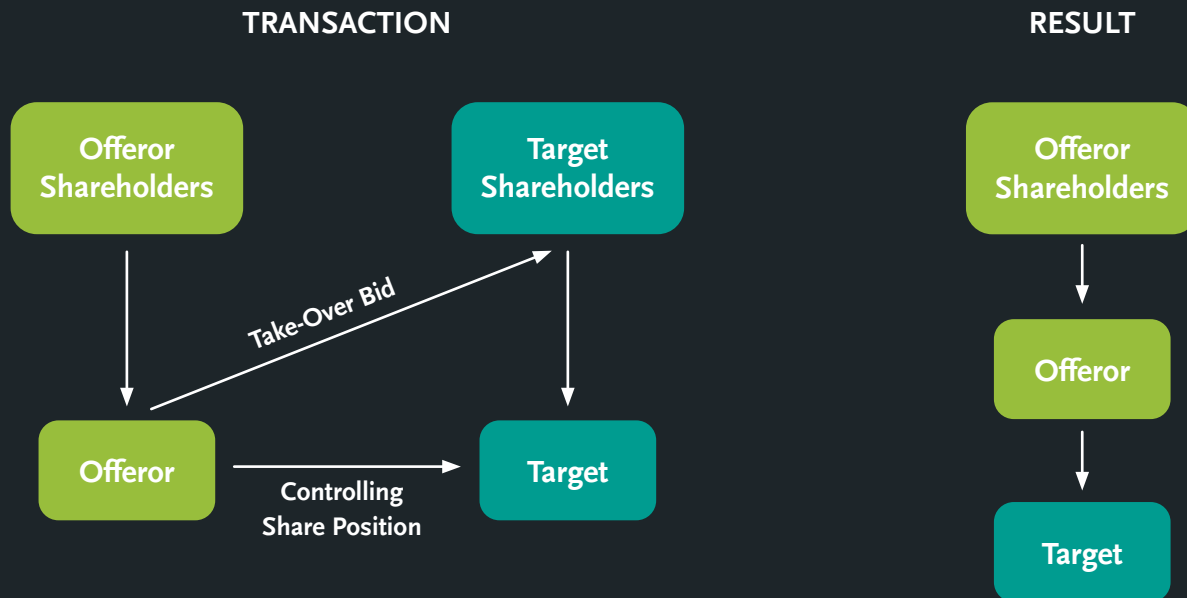 TRANSACTION
RESULT
Offeror
Shareholders
Target
Shareholders
Offeror
Shareholders
Take-Over Bid
Offeror
Offeror
Controlling
Share Position
Target
Target